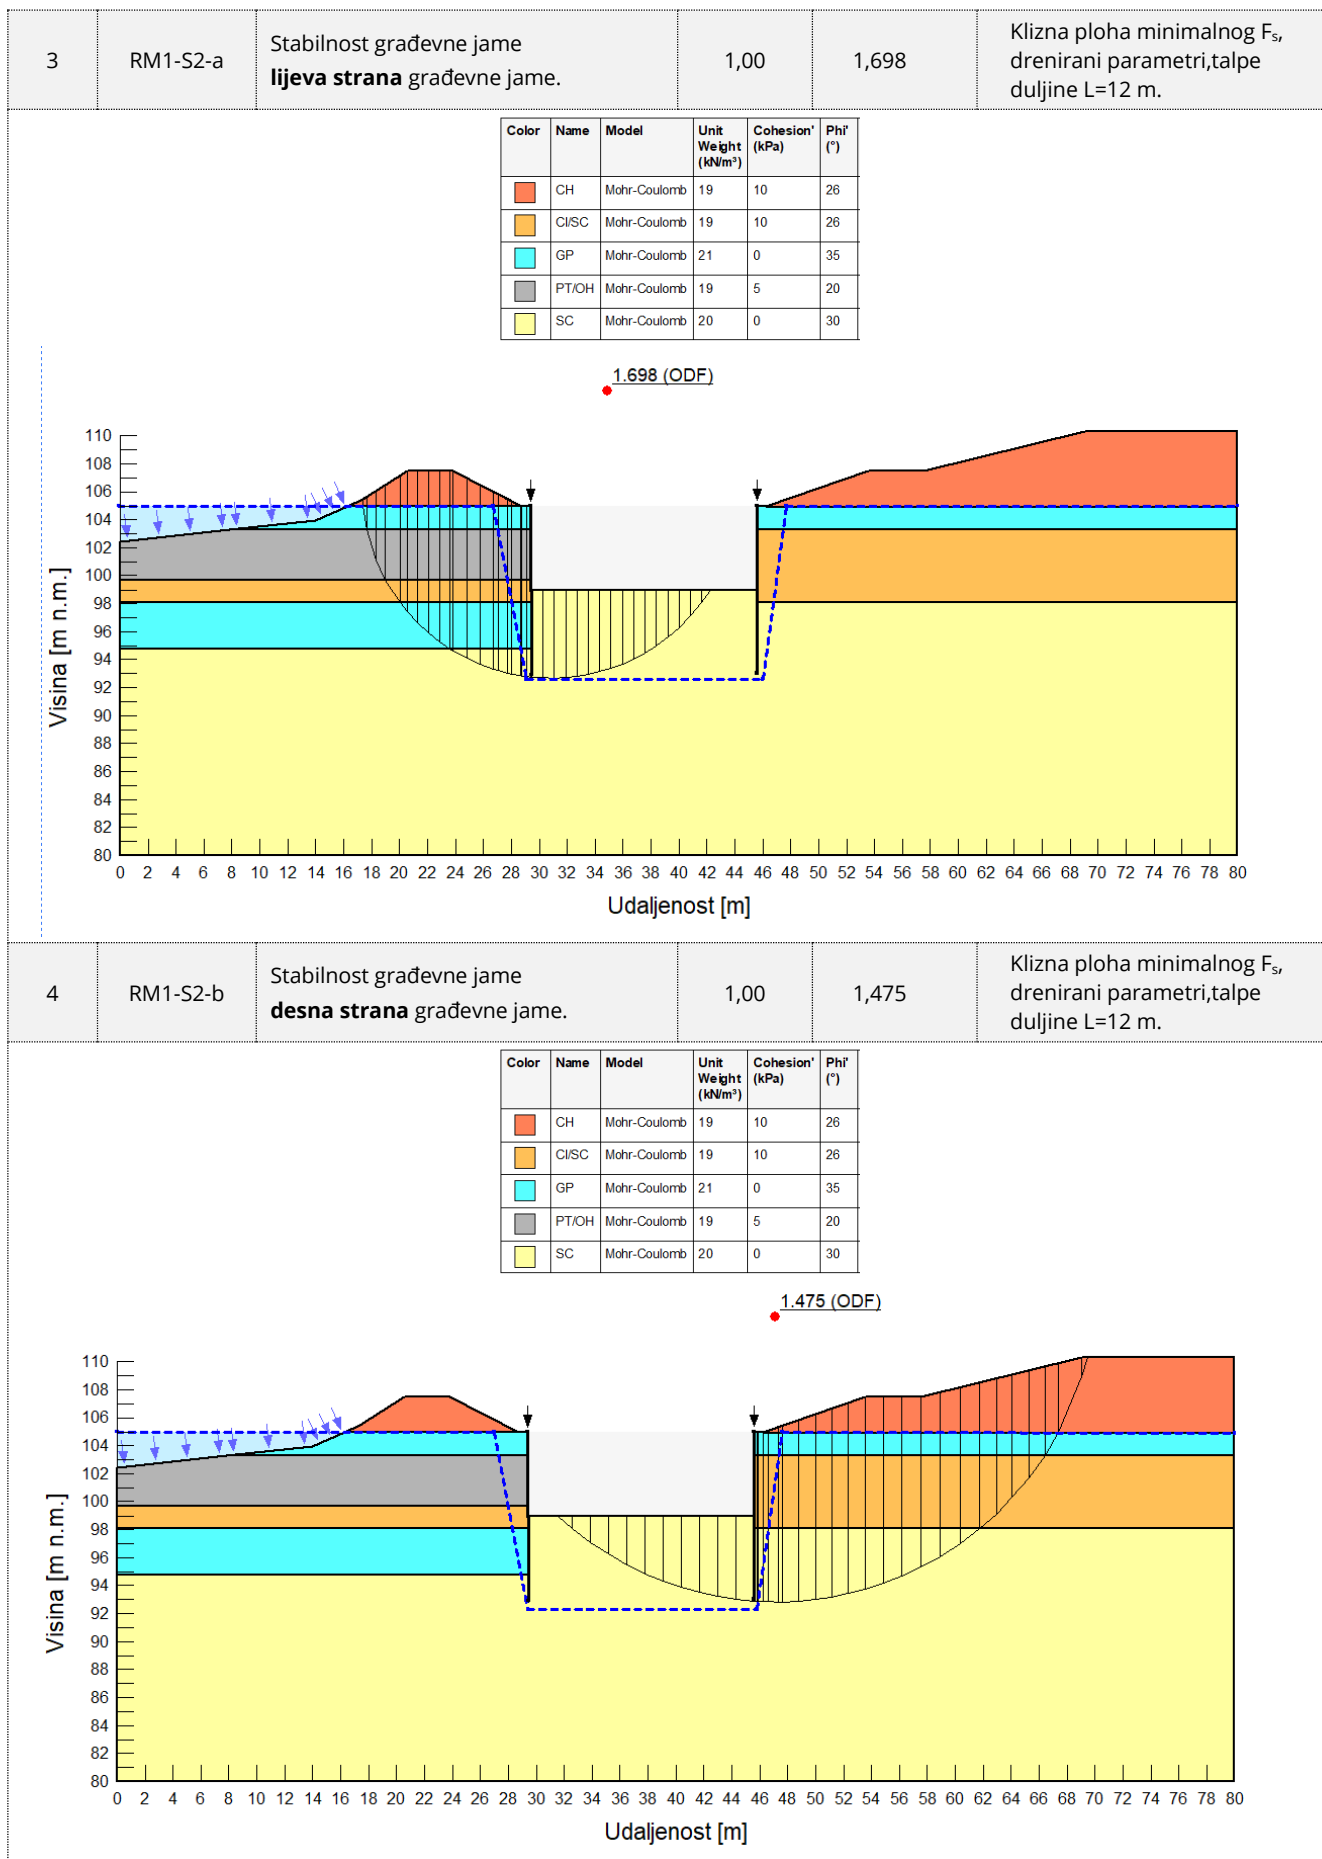 3 RM1-S2-a Stabilnost građevne jame 1,00 1,698 Klizna ploha minimalnog Fs,
lijeva strana građevne jame. drenirani parametri,talpe
duljine L=12 m.
Color Name Model Unit Weight (kN/m³) Cohesion' (kPa) Phi' (°)
CH Mohr-Coulomb 19 10 26
CI/SC Mohr-Coulomb 19 10 26
GP Mohr-Coulomb 21 0 35
PT/OH Mohr-Coulomb 19 5 20
SC Mohr-Coulomb 20 0 30
1.698 (ODF)
110
108
106
104
102
100
98
96
94
92
90
88
86
84
82
80
Visina [m n.m.]
0 2 4 6 8 10 12 14 16 18 20 22 24 26 28 30 32 34 36 38 40 42 44 46 48 50 52 54 56 58 60 62 64 66 68 70 72 74 76 78 80
Udaljenost [m]
4 RM1-S2-b Stabilnost građevne jame 1,00 1,475 Klizna ploha minimalnog Fs,
desna strana građevne jame. drenirani parametri,talpe
duljine L=12 m.
Color Name Model Unit Weight (kN/m³) Cohesion' (kPa) Phi' (°)
CH Mohr-Coulomb 19 10 26
CI/SC Mohr-Coulomb 19 10 26
GP Mohr-Coulomb 21 0 35
PT/OH Mohr-Coulomb 19 5 20
SC Mohr-Coulomb 20 0 30
1.475 (ODF)
110
108
106
104
102
100
98
96
94
92
90
88
86
84
82
80
Visina [m n.m.]
0 2 4 6 8 10 12 14 16 18 20 22 24 26 28 30 32 34 36 38 40 42 44 46 48 50 52 54 56 58 60 62 64 66 68 70 72 74 76 78 80
Udaljenost [m]